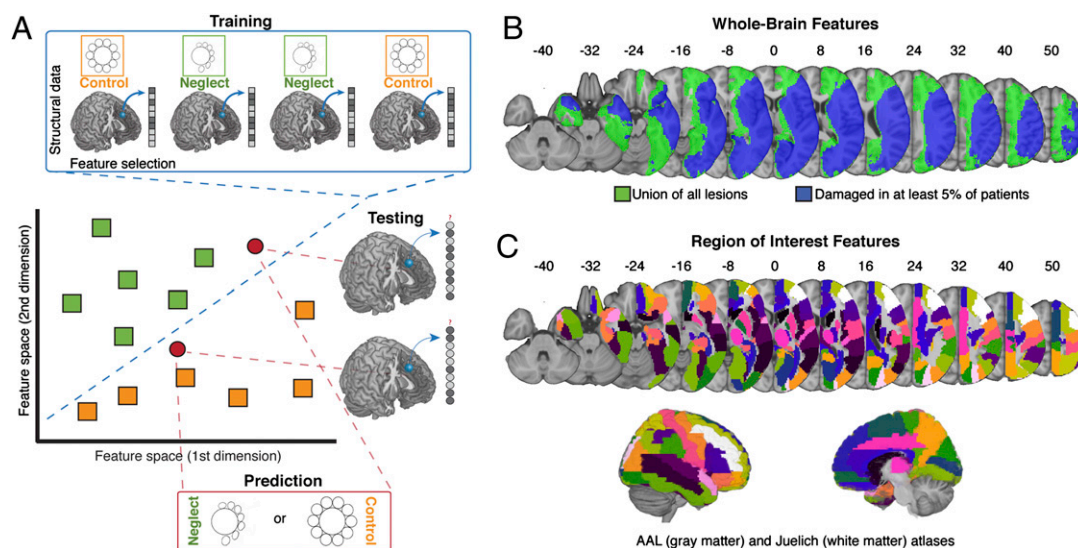 A
Training
Structural data
Control
Neglect
Neglect
Control
Feature selection
Feature space (2nd dimension)
Testing
?
?
Feature space (1st dimension)
Prediction
Neglect
or
Control
B
Whole-Brain Features
-40 -32 -24 -16 -8 0 8 16 24 32 40 50
Union of all lesions
Damaged in at least 5% of patients
C
Region of Interest Features
-40 -32 -24 -16 -8 0 8 16 24 32 40 50
AAL (gray matter) and Juelich (white matter) atlases